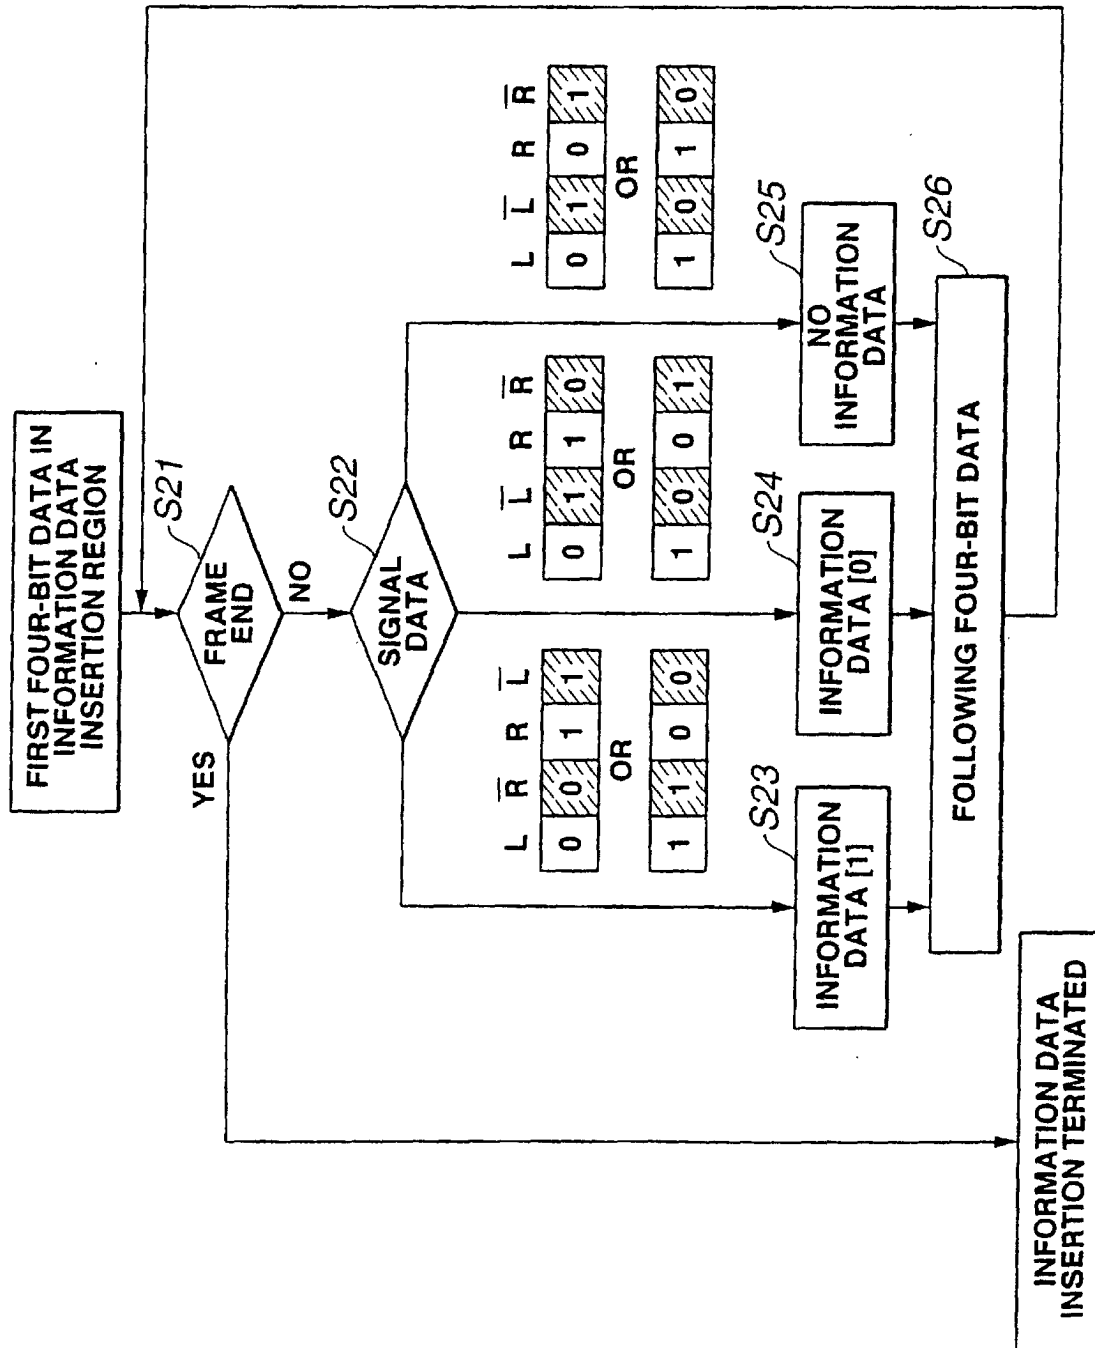 FIRST FOUR-BIT DATA IN
INFORMATION DATA
INSERTION REGION
S21
FRAME
END
YES
NO
S22
SIGNAL
DATA
L R̅ R L̅
0 0 1 1
OR
1 1 0 0
L L̅ R R̅
0 1 1 0
OR
1 0 0 1
L L̅ R R̅
0 1 0 1
OR
1 0 1 0
S23
INFORMATION
DATA [1]
S24
INFORMATION
DATA [0]
S25
NO
INFORMATION
DATA
S26
FOLLOWING FOUR-BIT DATA
INFORMATION DATA
INSERTION TERMINATED